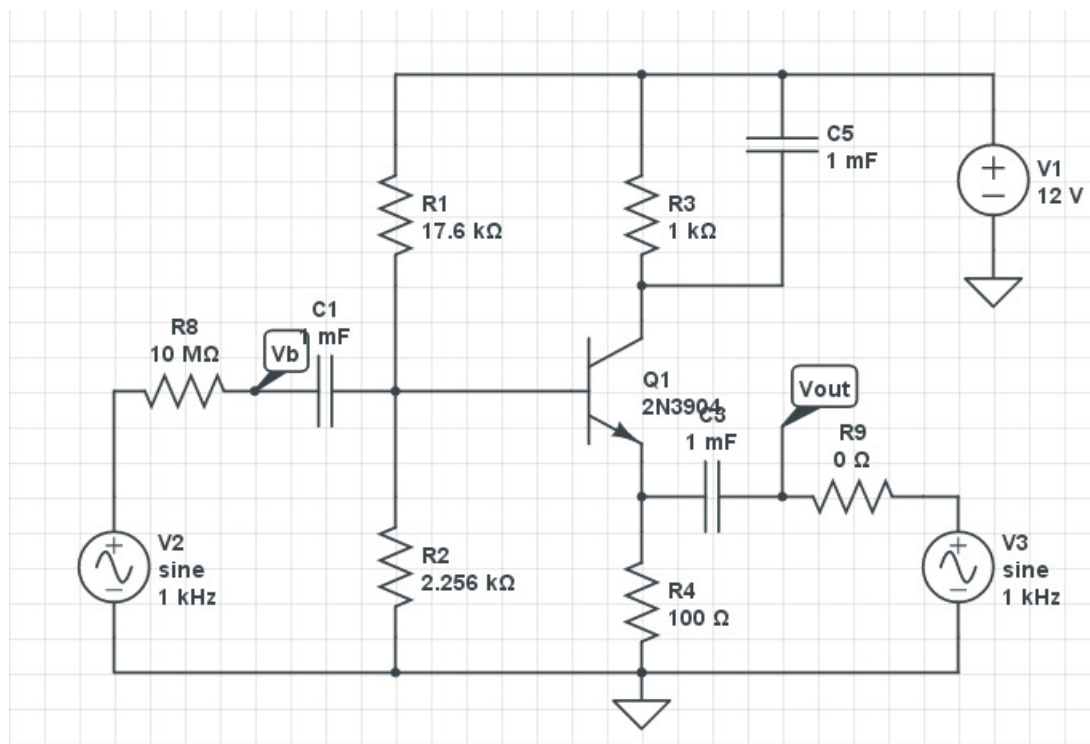 C5
1 mF
V1
12 V
R1
17.6 kΩ
R3
1 kΩ
C1
1 mF
R8
10 MΩ
Vb
Q1
2N3904
C3
1 mF
Vout
R9
0 Ω
V2
sine
1 kHz
R2
2.256 kΩ
R4
100 Ω
V3
sine
1 kHz